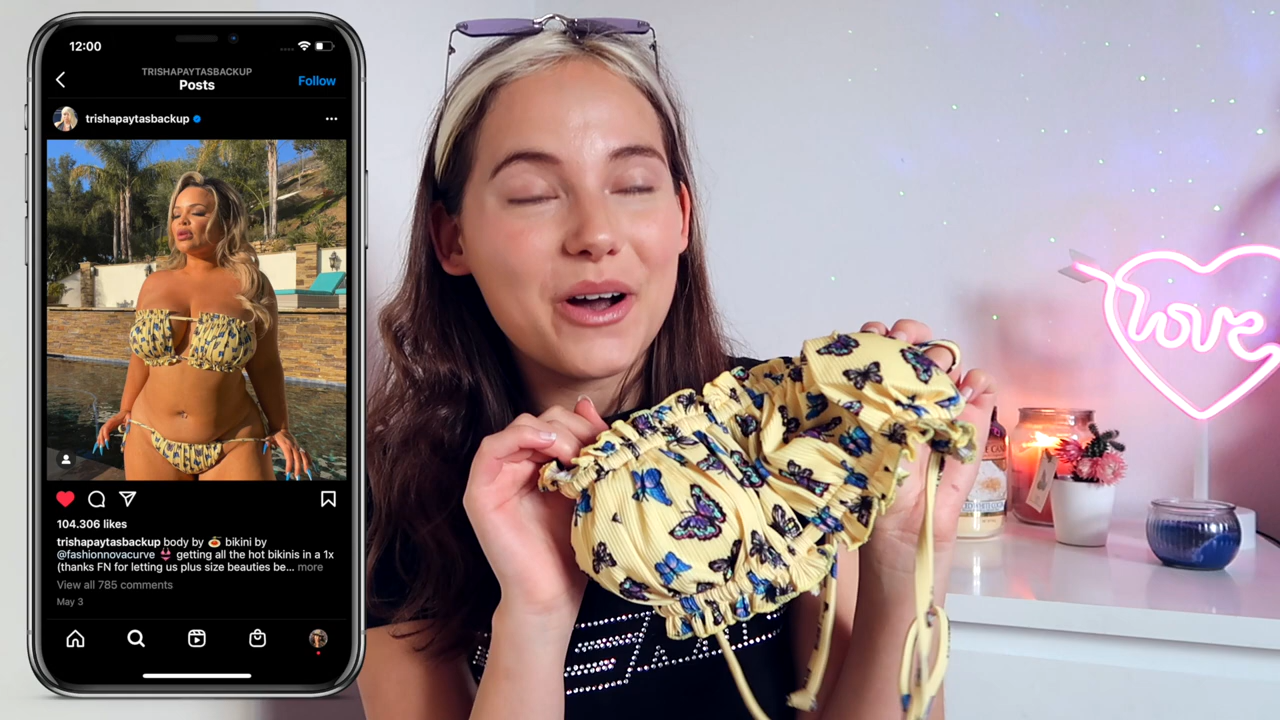 12:00
TRISHAPAYTASBACKUP
Posts
Follow
trishapaytasbackup
104.306 likes
trishapaytasbackup body by 🍝 bikini by
@fashionnovacurve 👙 getting all the hot bikinis in a 1x
(thanks FN for letting us plus size beauties be... more
View all 785 comments
May 3
love